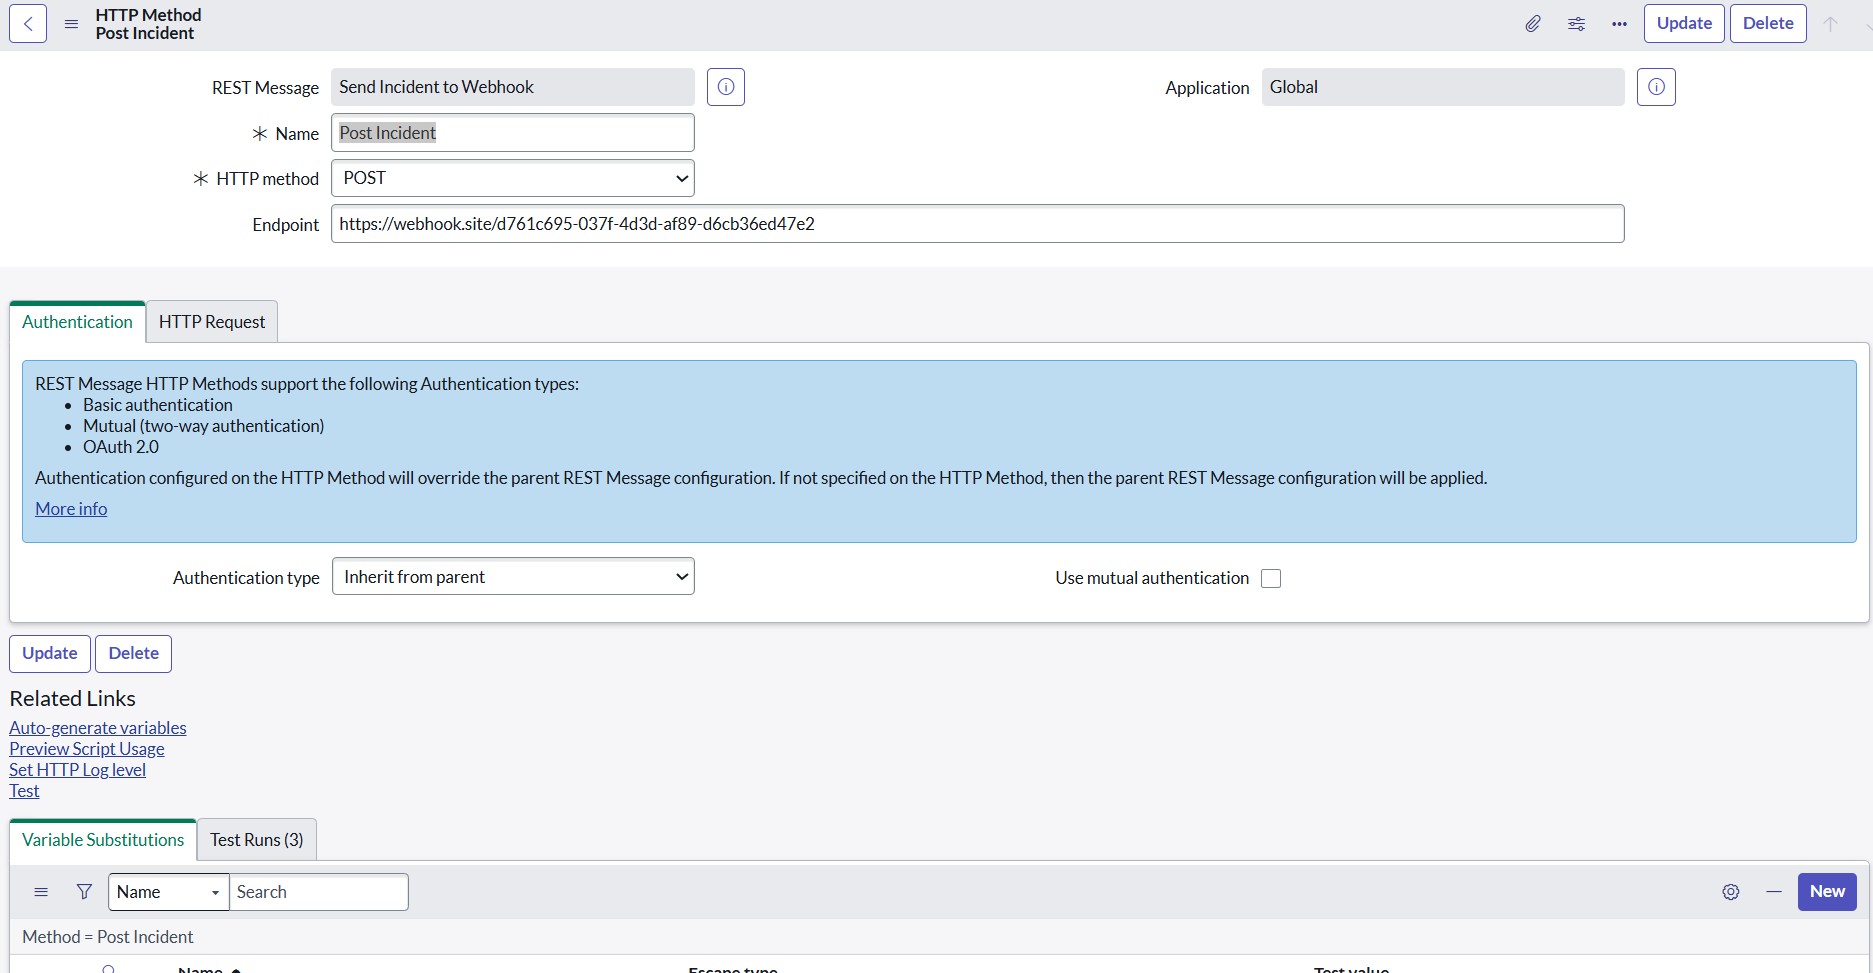 HTTP Method
Post Incident
Update
Delete
REST Message
Send Incident to Webhook
Application
Global
Name
Post Incident
HTTP method
POST
Endpoint
https://webhook.site/d761c695-037f-4d3d-af89-d6cb36ed47e2
Authentication
HTTP Request
REST Message HTTP Methods support the following Authentication types:
• Basic authentication
• Mutual (two-way authentication)
• OAuth 2.0
Authentication configured on the HTTP Method will override the parent REST Message configuration. If not specified on the HTTP Method, then the parent REST Message configuration will be applied.
More info
Authentication type
Inherit from parent
Use mutual authentication
Update
Delete
Related Links
Auto-generate variables
Preview Script Usage
Set HTTP Log level
Test
Variable Substitutions
Test Runs (3)
Name
Search
New
Method = Post Incident
Name
Escape type
Test value